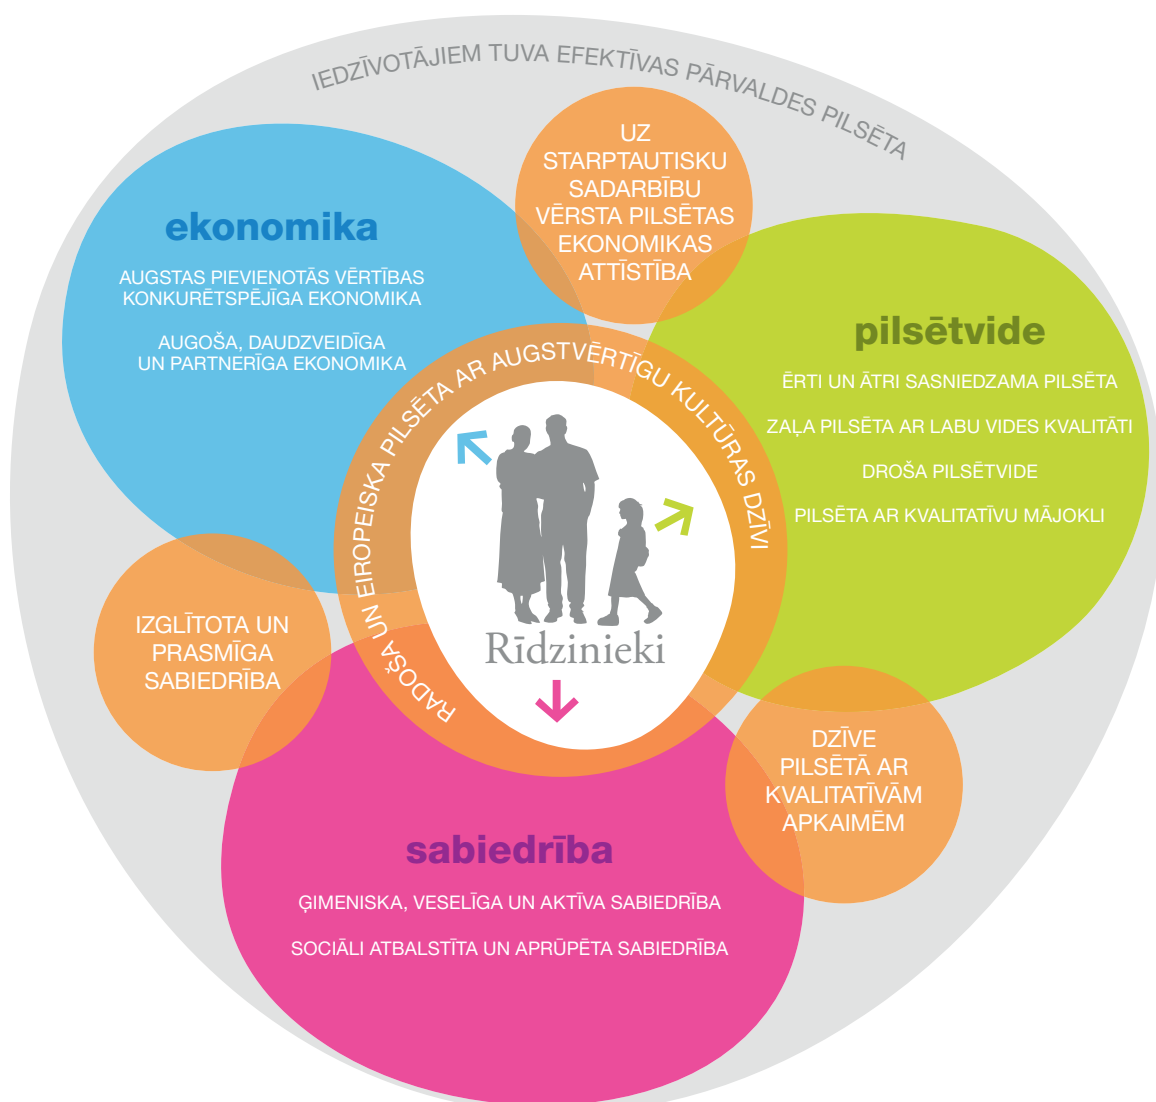 IEDZĪVOTĀJIEM TUVA EFEKTĪVAS PĀRVALDES PILSĒTA
UZ
STARPTAUTISKU
SADARBĪBU
VĒRSTA PILSĒTAS
EKONOMIKAS
ATTĪSTĪBA
ekonomika
AUGSTAS PIEVIENOTĀS VĒRTĪBAS
KONKURĒTSPĒJĪGA EKONOMIKA
AUGOŠA, DAUDZVEIDĪGA
UN PARTNERĪGA EKONOMIKA
pilsētvide
ĒRTI UN ĀTRI SASNIEDZAMA PILSĒTA
ZAĻA PILSĒTA AR LABU VIDES KVALITĀTI
DROŠA PILSĒTVIDE
PILSĒTA AR KVALITATĪVU MĀJOKLI
RADOŠA UN EIROPEISKA PILSĒTA AR AUGSTVĒRTĪGU KULTŪRAS DZĪVI
Rīdzinieki
IZGLĪTOTA UN
PRASMĪGA
SABIEDRĪBA
DZĪVE
PILSĒTĀ AR
KVALITATĪVĀM
APKAIMĒM
sabiedrība
ĢIMENISKA, VESELĪGA UN AKTĪVA SABIEDRĪBA
SOCIĀLI ATBALSTĪTA UN APRŪPĒTA SABIEDRĪBA